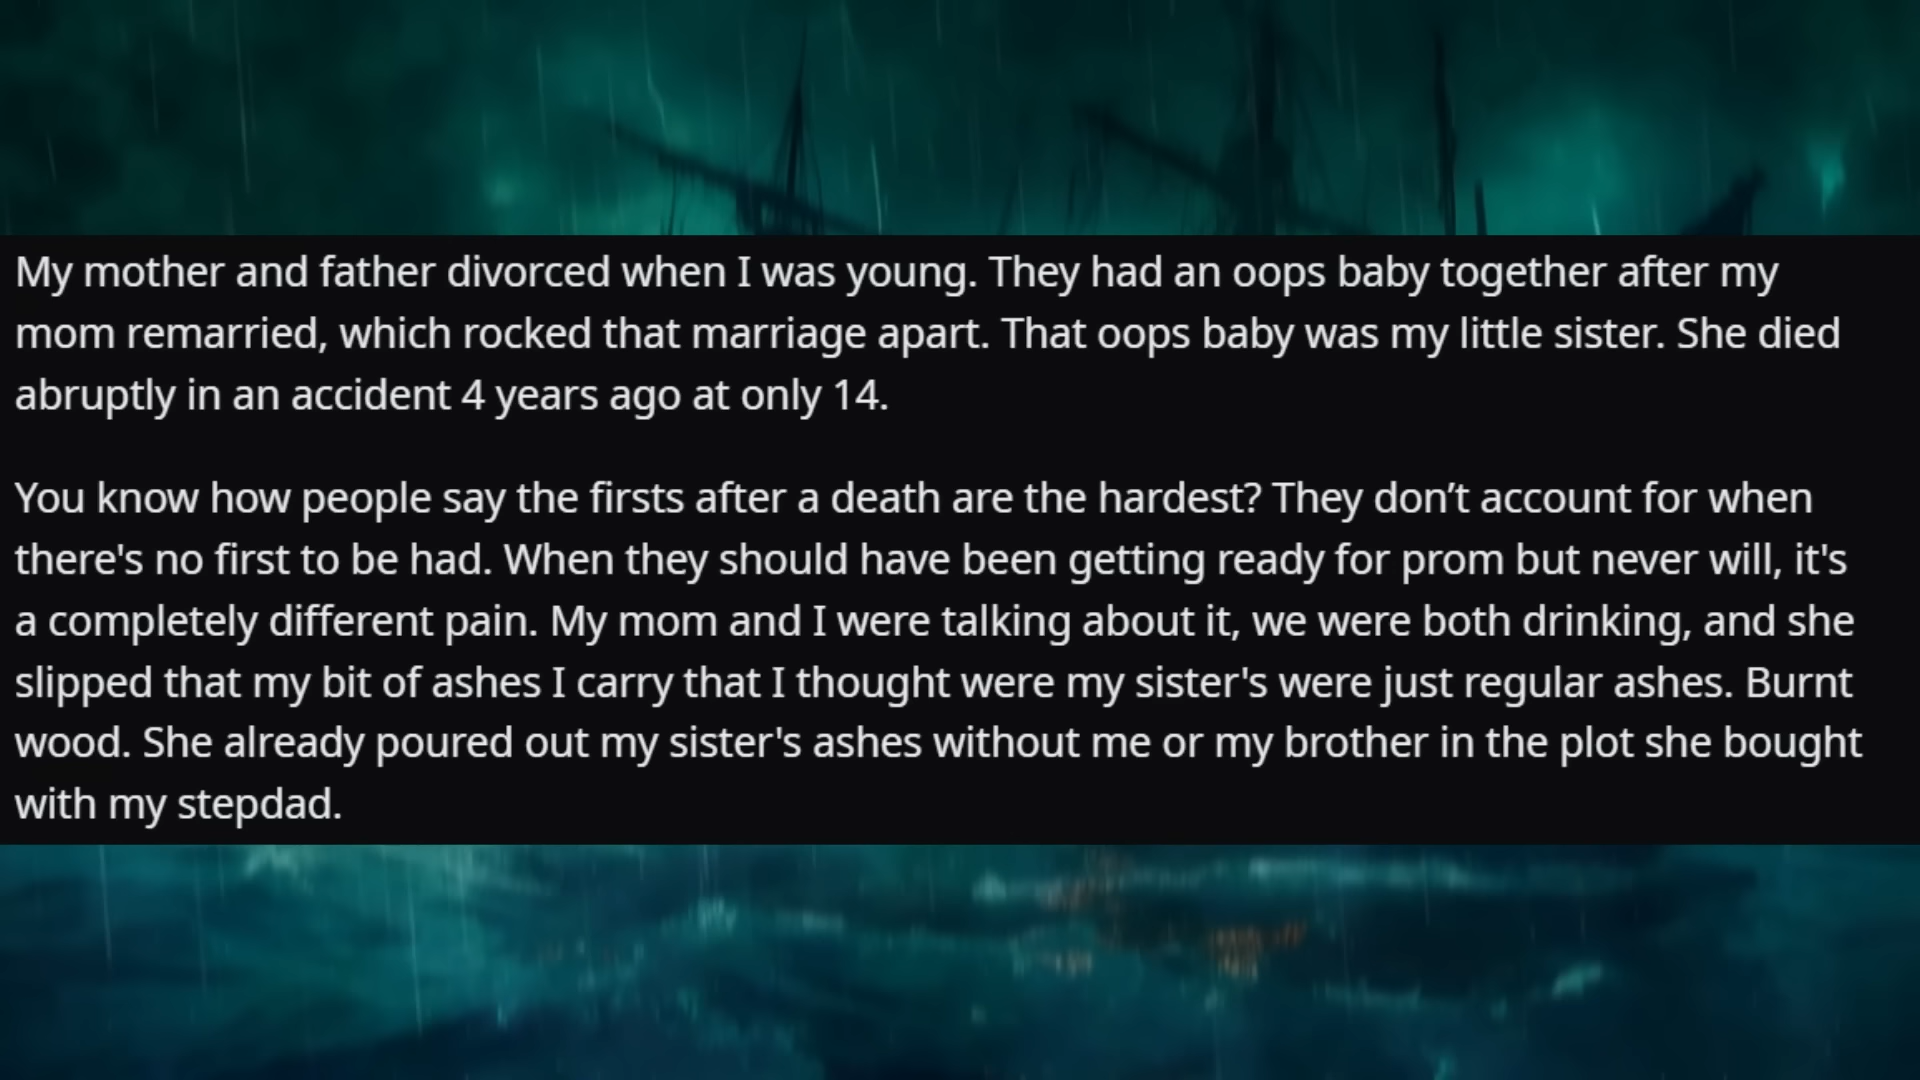 My mother and father divorced when I was young. They had an oops baby together after my
mom remarried, which rocked that marriage apart. That oops baby was my little sister. She died
abruptly in an accident 4 years ago at only 14.
You know how people say the firsts after a death are the hardest? They don’t account for when
there's no first to be had. When they should have been getting ready for prom but never will, it's
a completely different pain. My mom and I were talking about it, we were both drinking, and she
slipped that my bit of ashes I carry that I thought were my sister's were just regular ashes. Burnt
wood. She already poured out my sister's ashes without me or my brother in the plot she bought
with my stepdad.